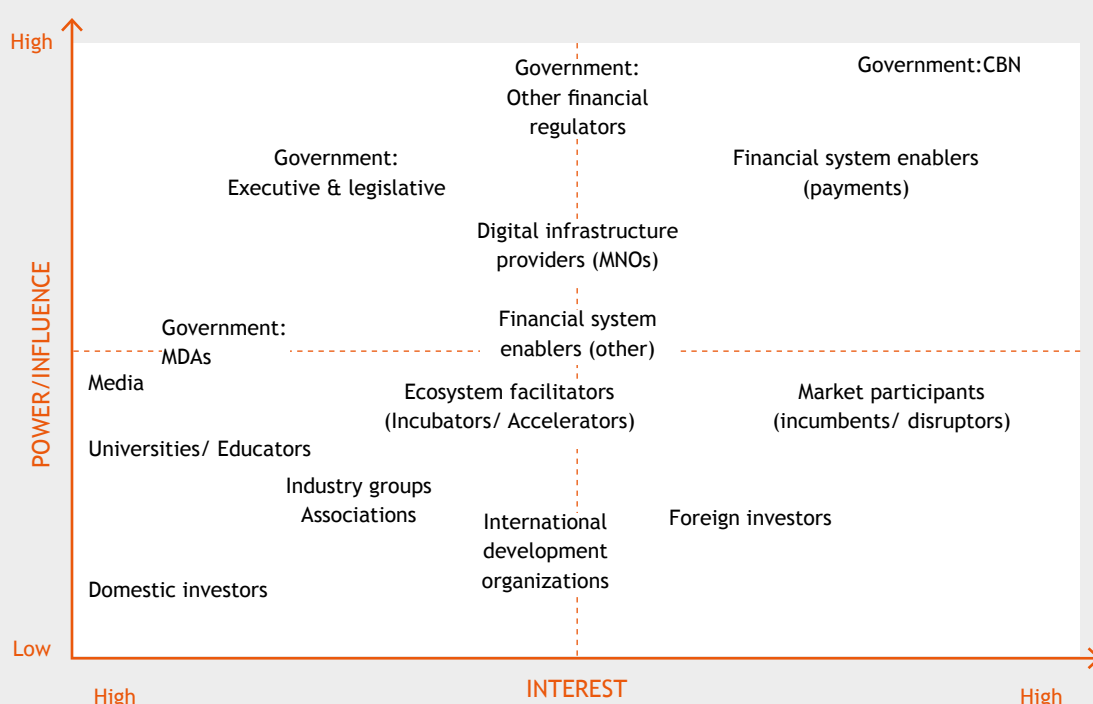 High
Government:
Other financial
regulators
Government:CBN
Government:
Executive & legislative
Financial system enablers
(payments)
Digital infrastructure
providers (MNOs)
POWER/INFLUENCE
Government:
MDAs
Financial system
enablers (other)
Media
Ecosystem facilitators
(Incubators/ Accelerators)
Market participants
(incumbents/ disruptors)
Universities/ Educators
Industry groups
Associations
International
development
organizations
Foreign investors
Domestic investors
Low
High
INTEREST
High